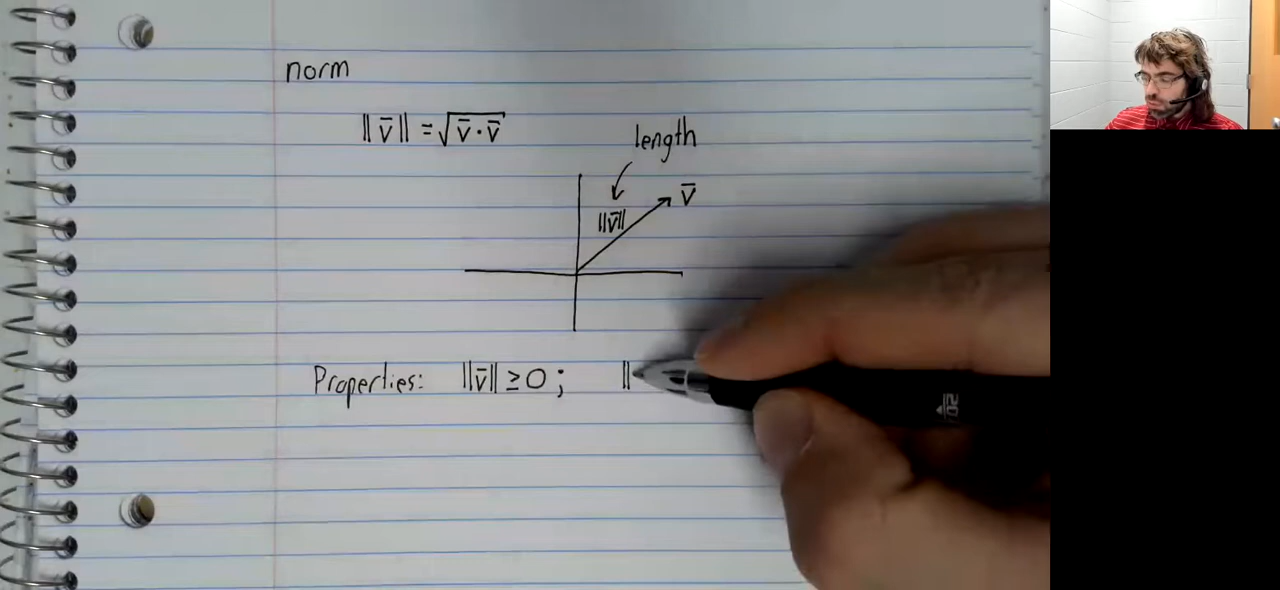 norm
||v̄|| = √v̄·v̄
length
v̄
||v̄||
Properties: ||v̄|| ≥ 0; ||